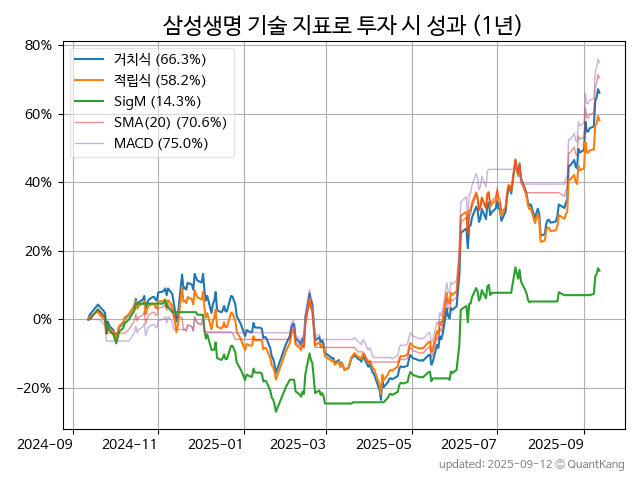 삼성생명 기술 지표로 투자 시 성과 (1년)
80%
60%
40%
20%
0%
−20%
거치식 (66.3%)
적립식 (58.2%)
SigM (14.3%)
SMA(20) (70.6%)
MACD (75.0%)
2024-09
2024-11
2025-01
2025-03
2025-05
2025-07
2025-09
updated: 2025-09-12 © QuantKang